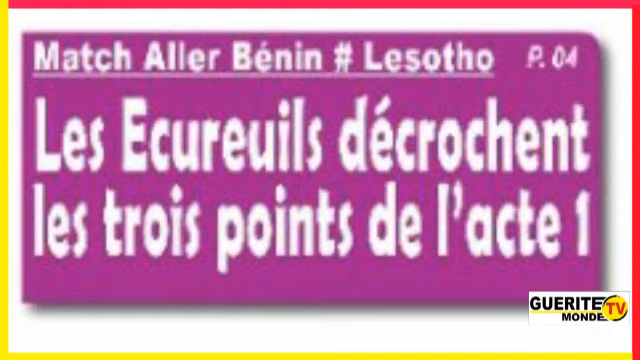 Match Aller Bénin # Lesotho P. 04
Les Ecureuils décrochent
les trois points de l'acte 1
GUERITE TV
MONDE